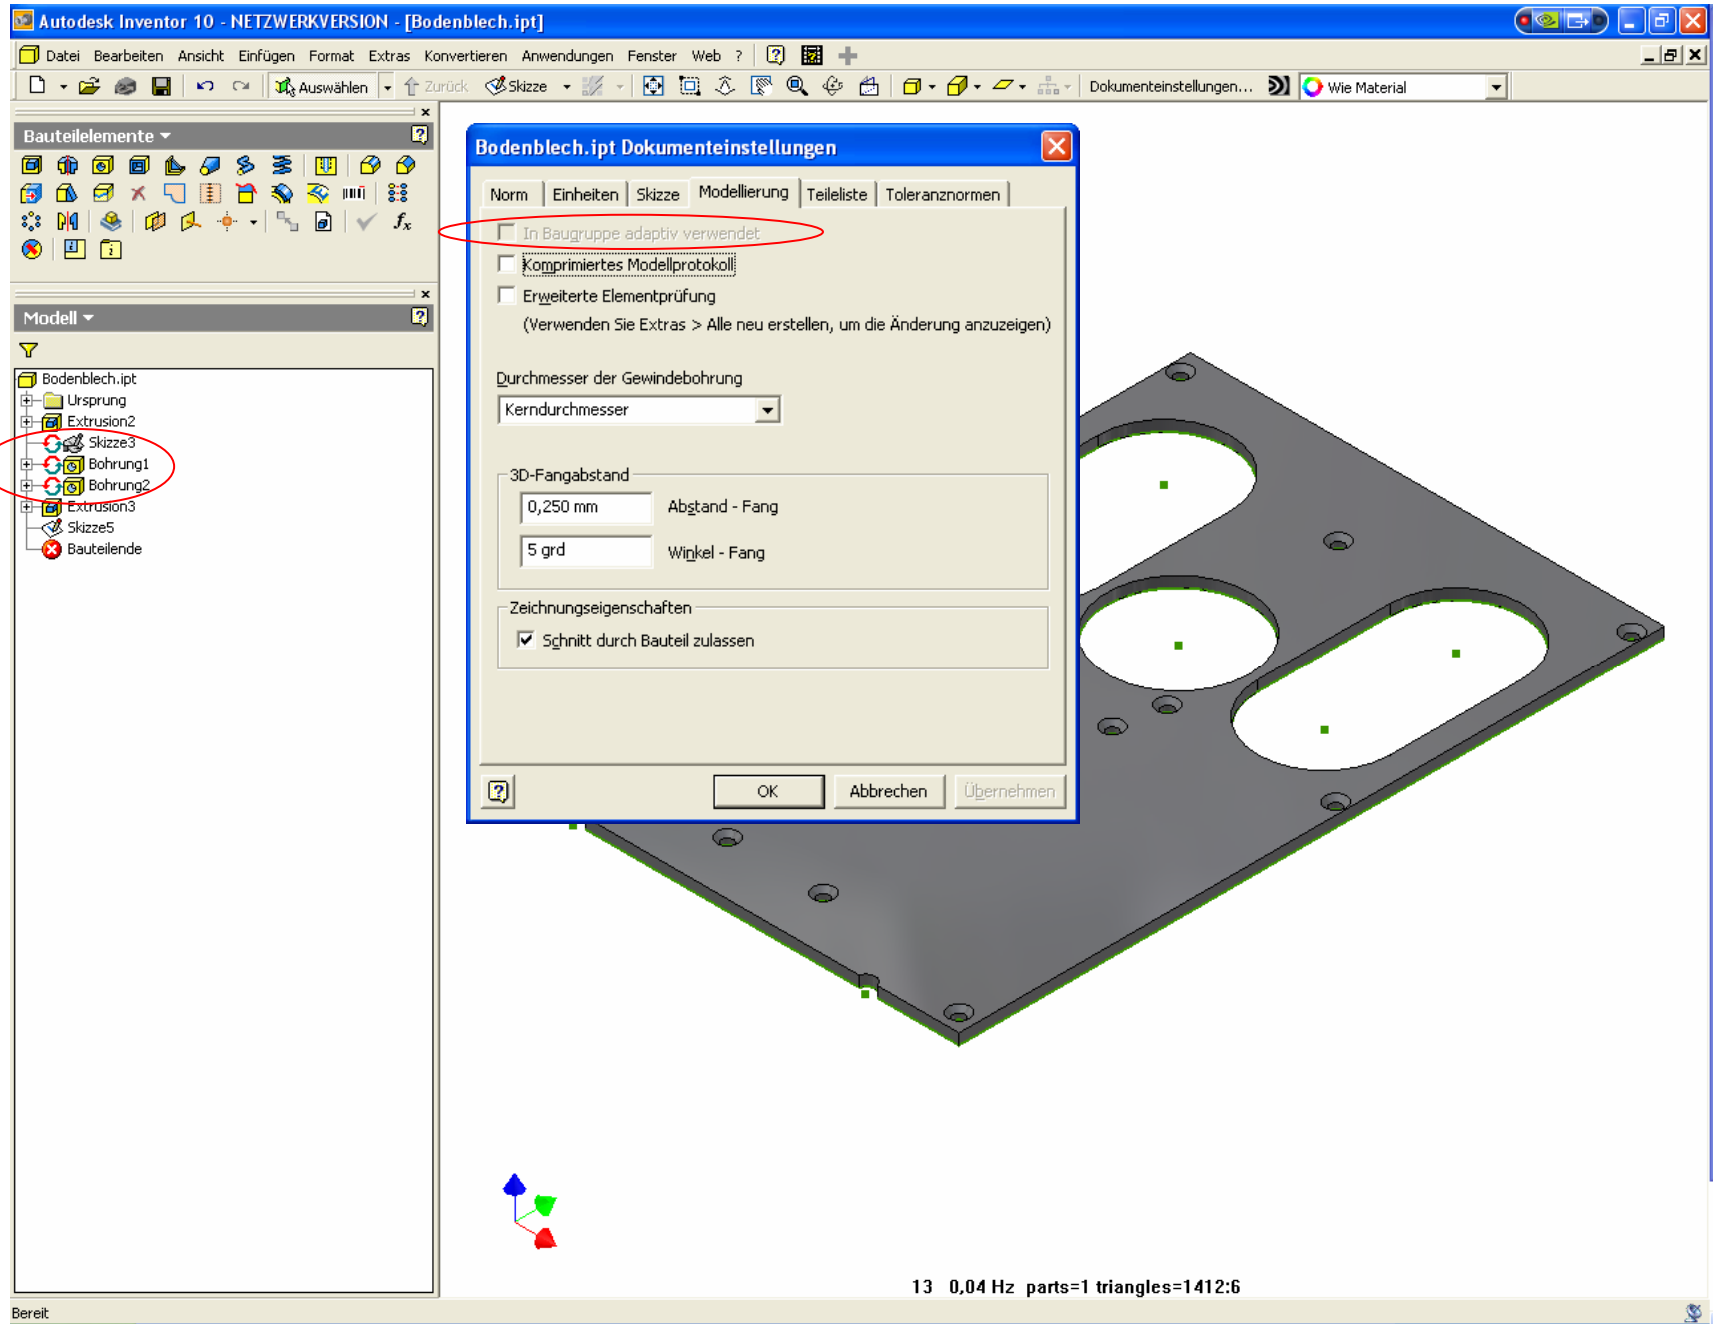 Autodesk Inventor 10 - NETZWERKVERSION - [Bodenblech.ipt]
Datei Bearbeiten Ansicht Einfügen Format Extras Konvertieren Anwendungen Fenster Web ?
Auswählen Zurück Skizze Dokumenteinstellungen... Wie Material
Bauteilelemente
Modell
Bodenblech.ipt
Ursprung
Extrusion2
Skizze3
Bohrung1
Bohrung2
Extrusion3
Skizze5
Bauteilende
Bodenblech.ipt Dokumenteinstellungen
Norm Einheiten Skizze Modellierung Teileliste Toleranznormen
In Baugruppe adaptiv verwendet
Komprimiertes Modellprotokoll
Erweiterte Elementprüfung
(Verwenden Sie Extras > Alle neu erstellen, um die Änderung anzuzeigen)
Durchmesser der Gewindebohrung
Kerndurchmesser
3D-Fangabstand
0,250 mm Abstand - Fang
5 grd Winkel - Fang
Zeichnungseigenschaften
Schnitt durch Bauteil zulassen
OK Abbrechen Übernehmen
13 0,04 Hz parts=1 triangles=1412:6
Bereit